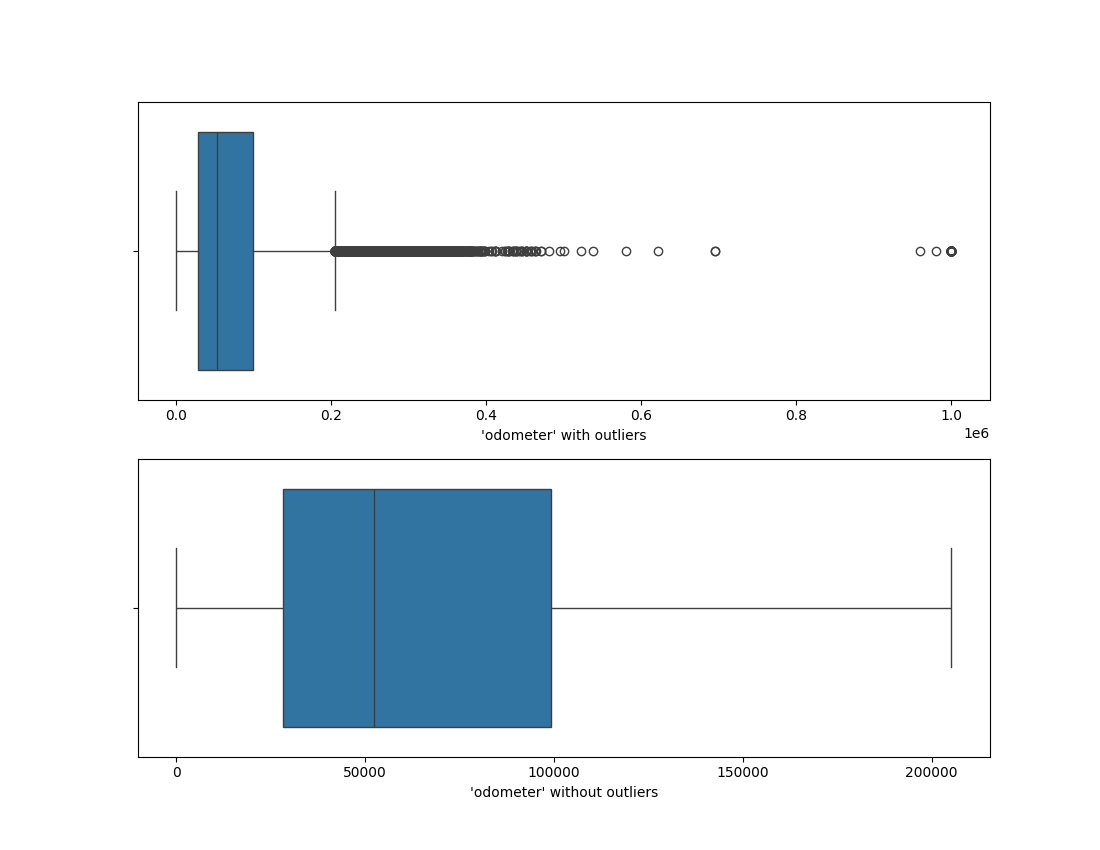 0.0 0.2 0.4 0.6 0.8 1.0
1e6
'odometer' with outliers
0 50000 100000 150000 200000
'odometer' without outliers